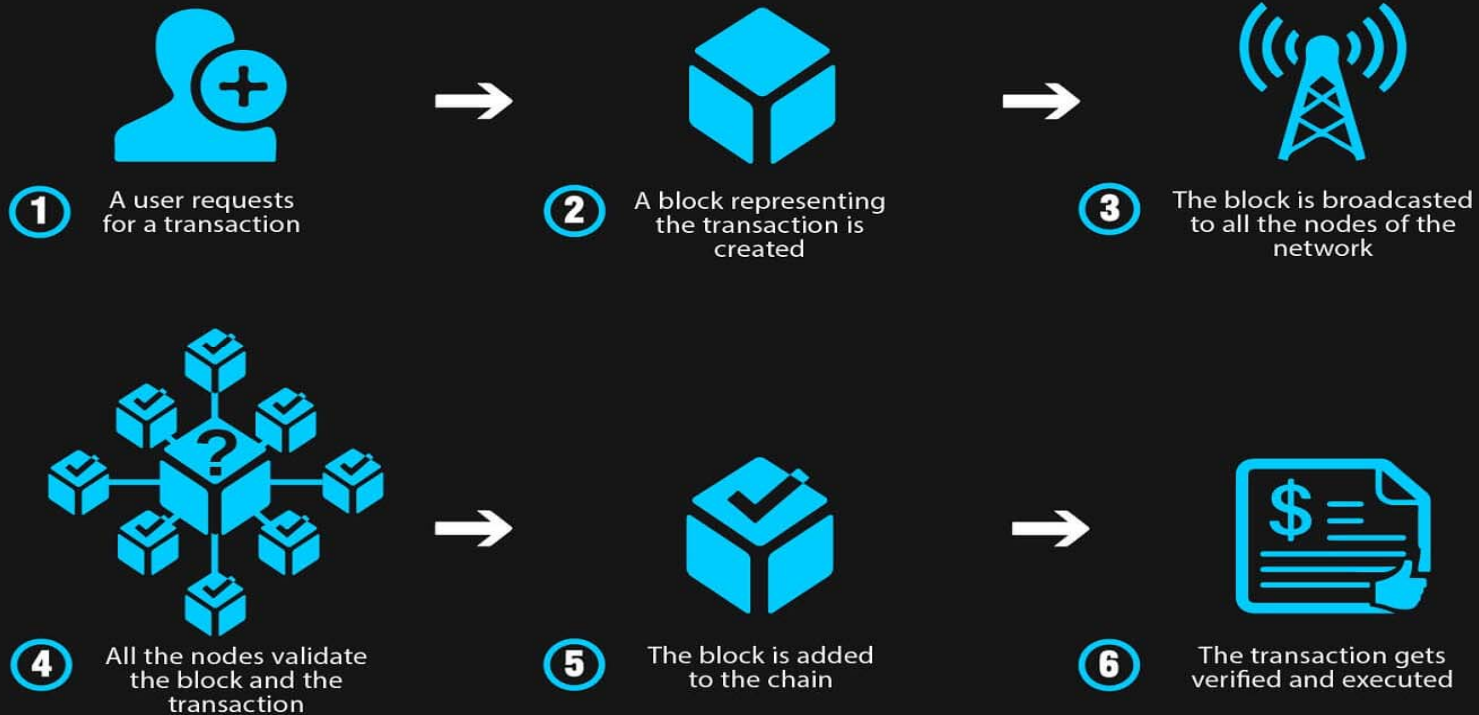 1
A user requests
for a transaction
2
A block representing
the transaction is
created
3
The block is broadcasted
to all the nodes of the
network
?
4
All the nodes validate
the block and the
transaction
5
The block is added
to the chain
$
6
The transaction gets
verified and executed